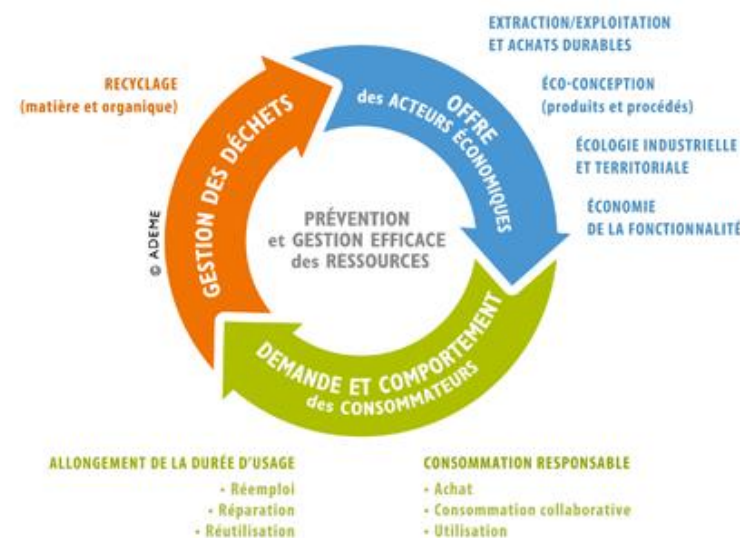 EXTRACTION/EXPLOITATION
ET ACHATS DURABLES
RECYCLAGE
(matière et organique)
ÉCO-CONCEPTION
(produits et procédés)
ÉCOLOGIE INDUSTRIELLE
ET TERRITORIALE
ÉCONOMIE
DE LA FONCTIONNALITÉ
OFFRE
des ACTEURS ÉCONOMIQUES
GESTION DES DÉCHETS
PRÉVENTION
et GESTION EFFICACE
des RESSOURCES
© ADEME
DEMANDE ET COMPORTEMENT
des CONSOMMATEURS
ALLONGEMENT DE LA DURÉE D'USAGE
• Réemploi
• Réparation
• Réutilisation
CONSOMMATION RESPONSABLE
• Achat
• Consommation collaborative
• Utilisation